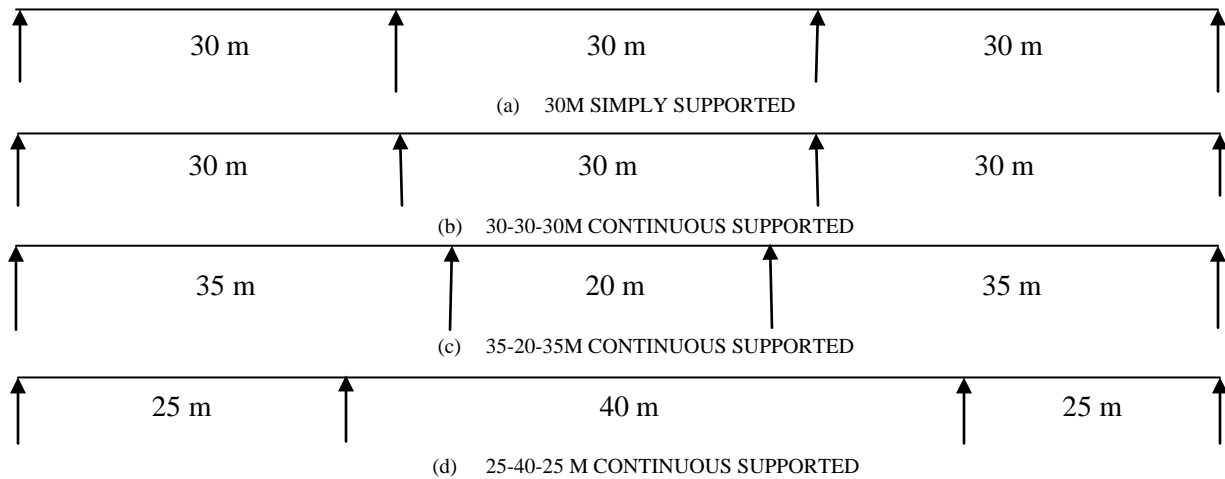 30 m 30 m 30 m
(a) 30M SIMPLY SUPPORTED
30 m 30 m 30 m
(b) 30-30-30M CONTINUOUS SUPPORTED
35 m 20 m 35 m
(c) 35-20-35M CONTINUOUS SUPPORTED
25 m 40 m 25 m
(d) 25-40-25 M CONTINUOUS SUPPORTED